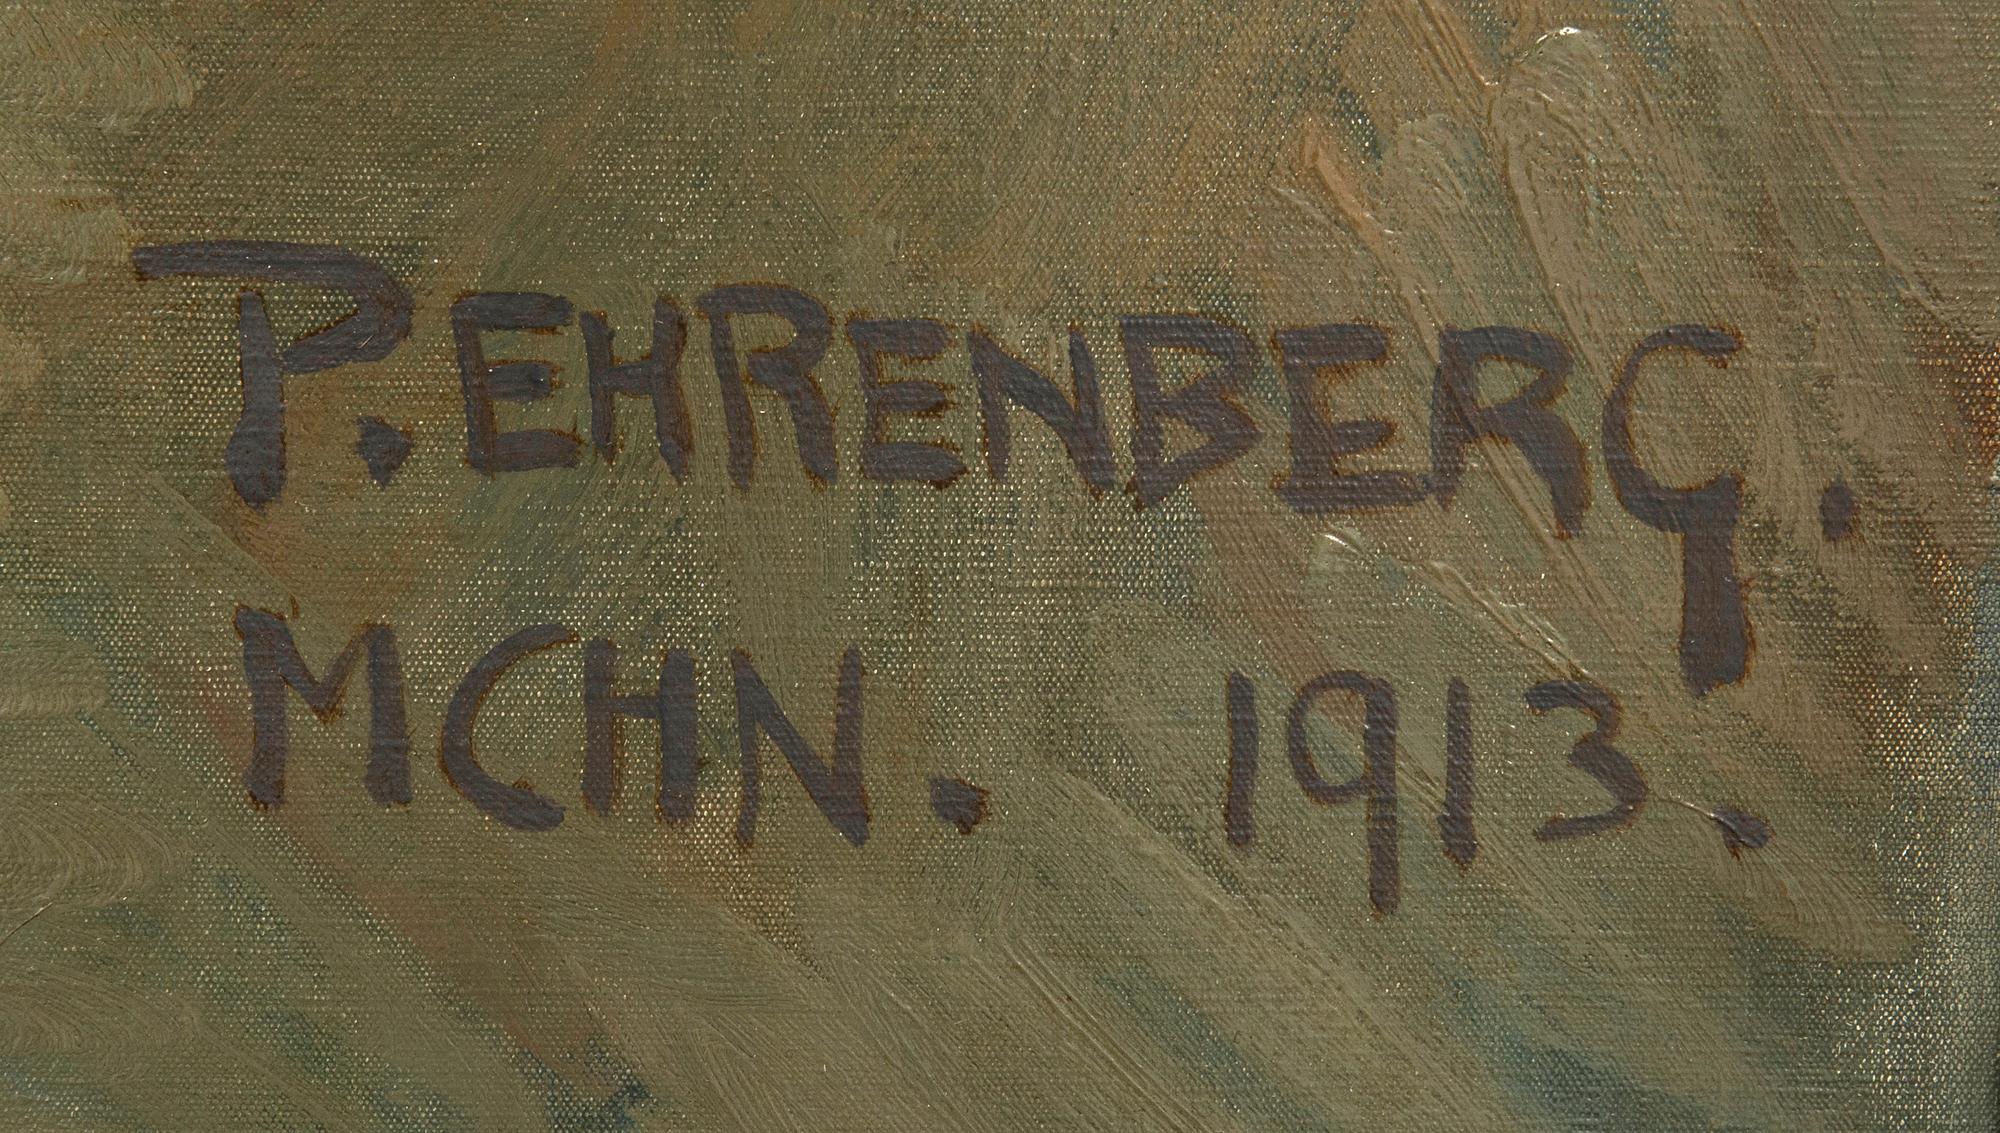 P. EHRENBERG.
MCHN. 1913.